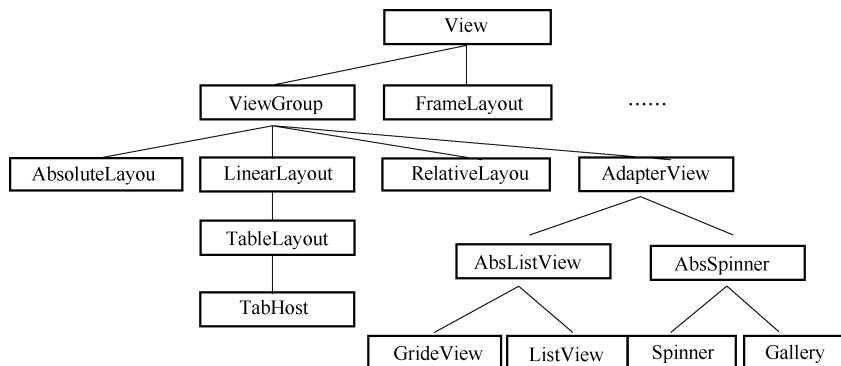 View
ViewGroup
FrameLayout
……
AbsoluteLayou
LinearLayout
RelativeLayou
AdapterView
TableLayout
AbsListView
AbsSpinner
TabHost
GrideView
ListView
Spinner
Gallery